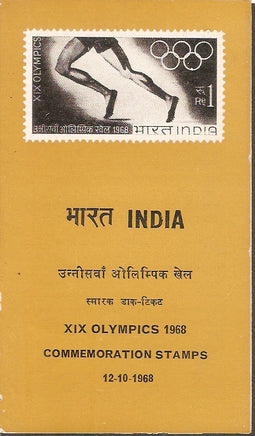 XIX OLYMPICS
रु
Re 1
उन्नीसवाँ ओलिम्पिक खेल 1968
भारत INDIA
भारत INDIA
उन्नीसवाँ ओलिम्पिक खेल
स्मारक डाक-टिकट
XIX OLYMPICS 1968
COMMEMORATION STAMPS
12-10-1968